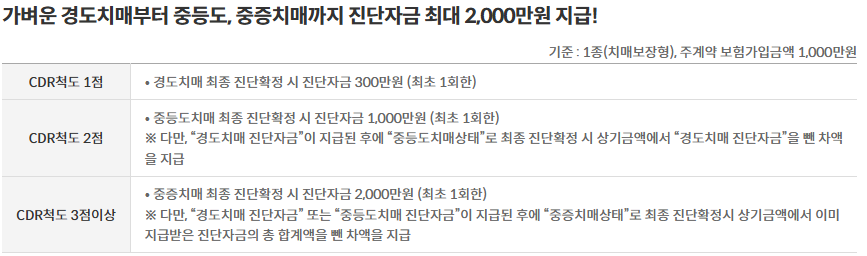 가벼운 경도치매부터 중등도, 중증치매까지 진단자금 최대 2,000만원 지급!
기준 : 1종(치매보장형), 주계약 보험가입금액 1,000만원
CDR척도 1점
• 경도치매 최종 진단확정 시 진단자금 300만원 (최초 1회한)
CDR척도 2점
• 중등도치매 최종 진단확정 시 진단자금 1,000만원 (최초 1회한)
※ 다만, “경도치매 진단자금”이 지급된 후에 “중등도치매상태”로 최종 진단확정 시 상기금액에서 “경도치매 진단자금”을 뺀 차액
을 지급
CDR척도 3점이상
• 중증치매 최종 진단확정 시 진단자금 2,000만원 (최초 1회한)
※ 다만, “경도치매 진단자금” 또는 “중등도치매 진단자금”이 지급된 후에 “중증치매상태”로 최종 진단확정시 상기금액에서 이미
지급받은 진단자금의 총 합계액을 뺀 차액을 지급